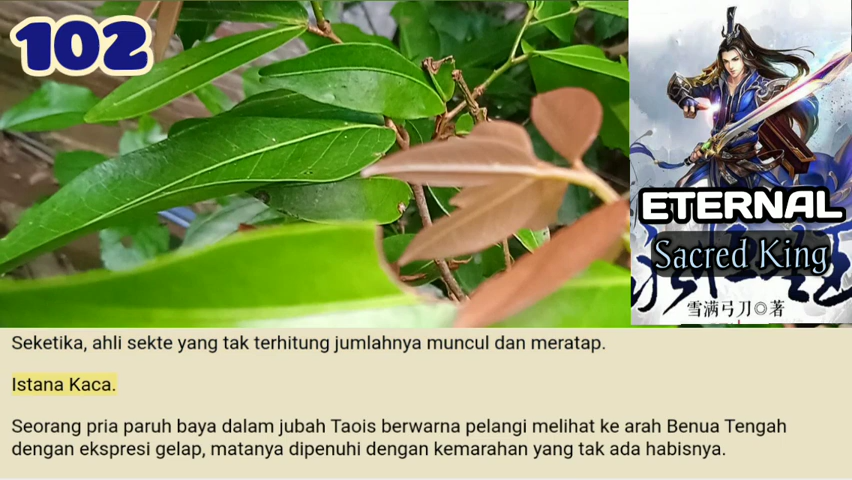 102
ETERNAL
Sacred King
雪满弓刀◎著
Seketika, ahli sekte yang tak terhitung jumlahnya muncul dan meratap.
Istana Kaca.
Seorang pria paruh baya dalam jubah Taois berwarna pelangi melihat ke arah Benua Tengah
dengan ekspresi gelap, matanya dipenuhi dengan kemarahan yang tak ada habisnya.